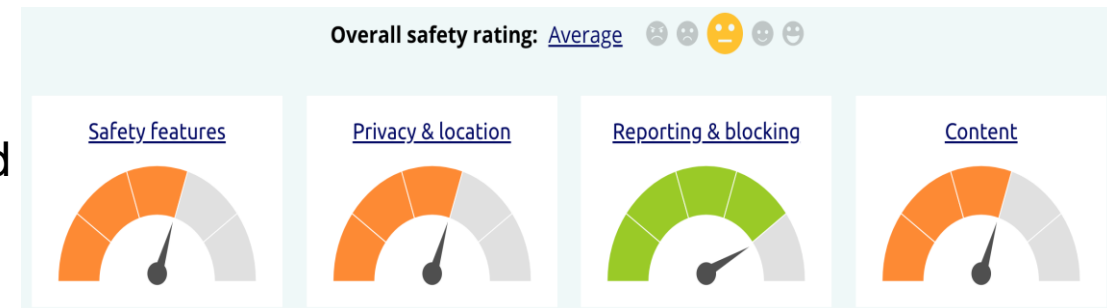 Overall safety rating: Average
d
Safety features
Privacy & location
Reporting & blocking
Content